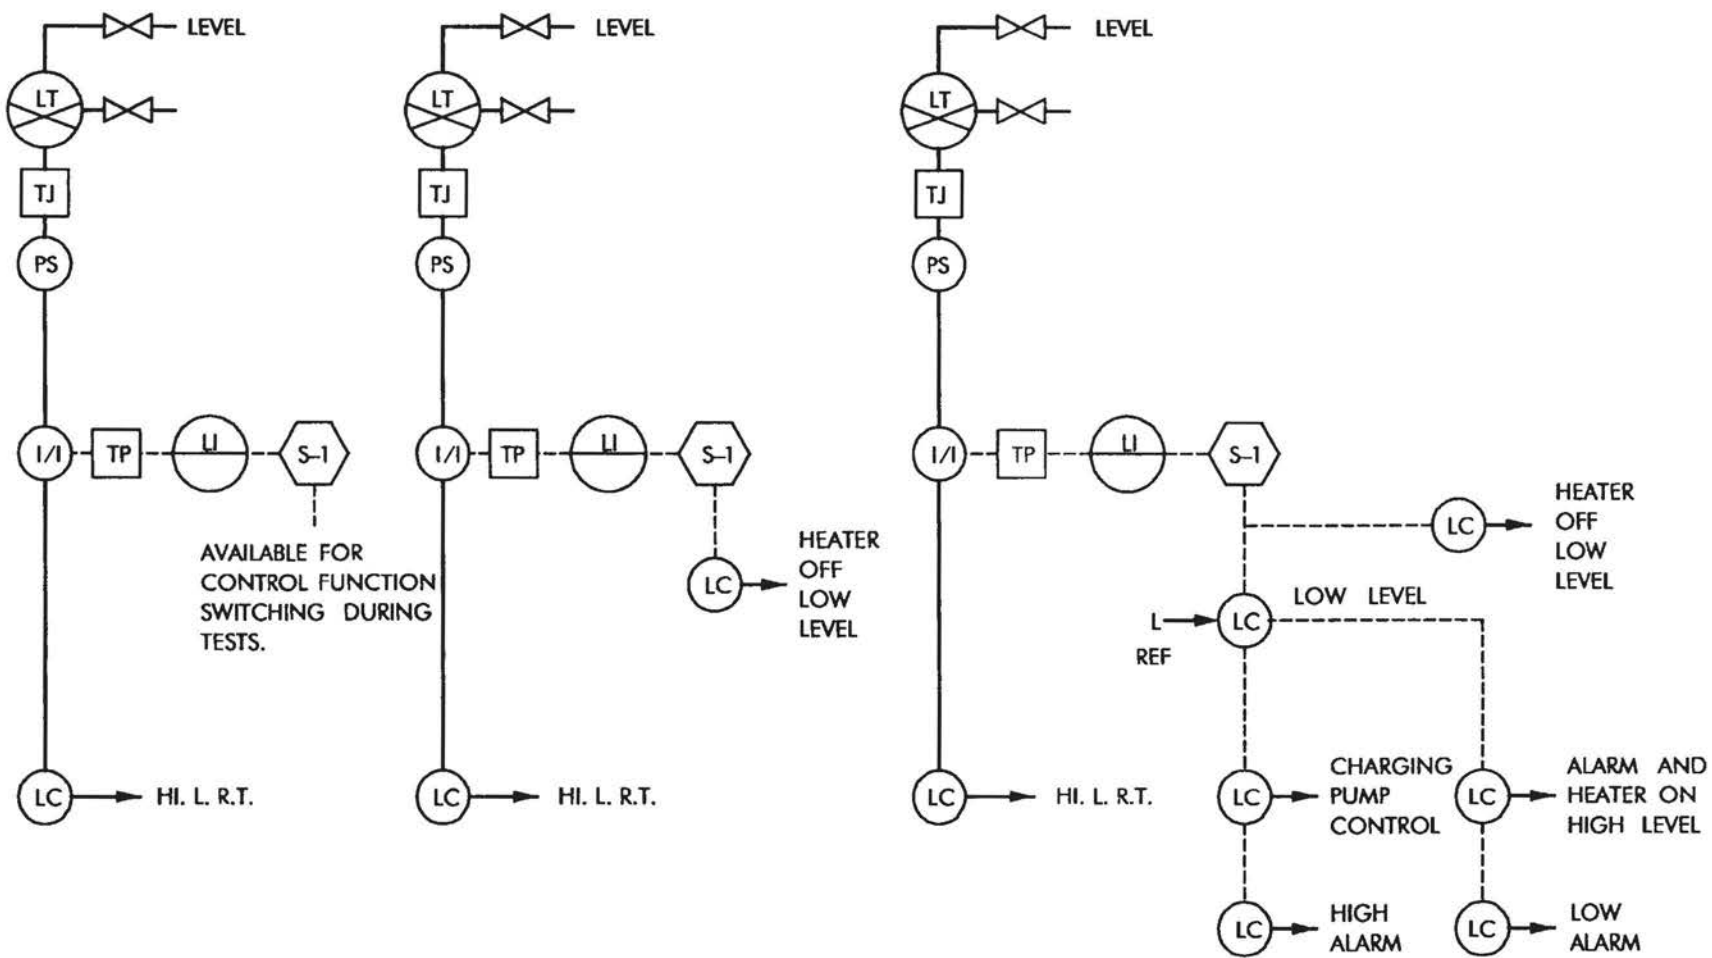 LEVEL
LEVEL
LEVEL
LT
LT
LT
TJ
TJ
TJ
PS
PS
PS
I/I
TP
LI
S-1
I/I
TP
LI
S-1
I/I
TP
LI
S-1
AVAILABLE FOR
CONTROL FUNCTION
SWITCHING DURING
TESTS.
LC
HEATER
OFF
LOW
LEVEL
LC
HEATER
OFF
LOW
LEVEL
L
REF
LC
LOW LEVEL
LC
HI. L. R.T.
LC
HI. L. R.T.
LC
HI. L. R.T.
LC
CHARGING
PUMP
CONTROL
LC
ALARM AND
HEATER ON
HIGH LEVEL
LC
HIGH
ALARM
LC
LOW
ALARM